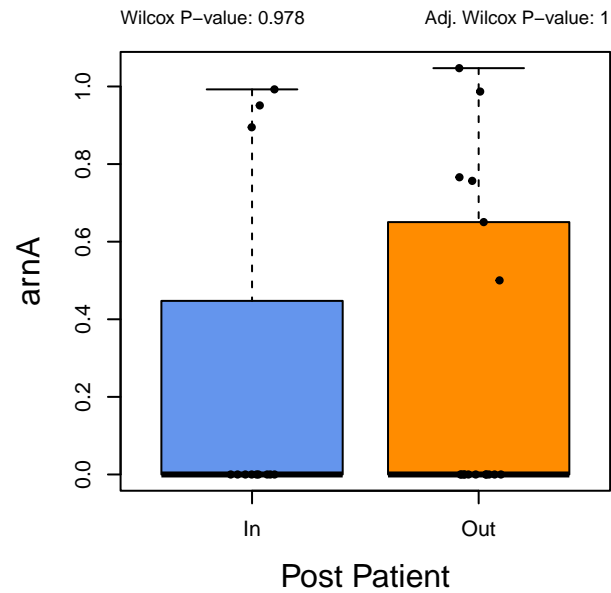 Wilcox P−value: 0.978
Adj. Wilcox P−value: 1
arnA
1.0
0.8
0.6
0.4
0.2
0.0
In
Out
Post Patient